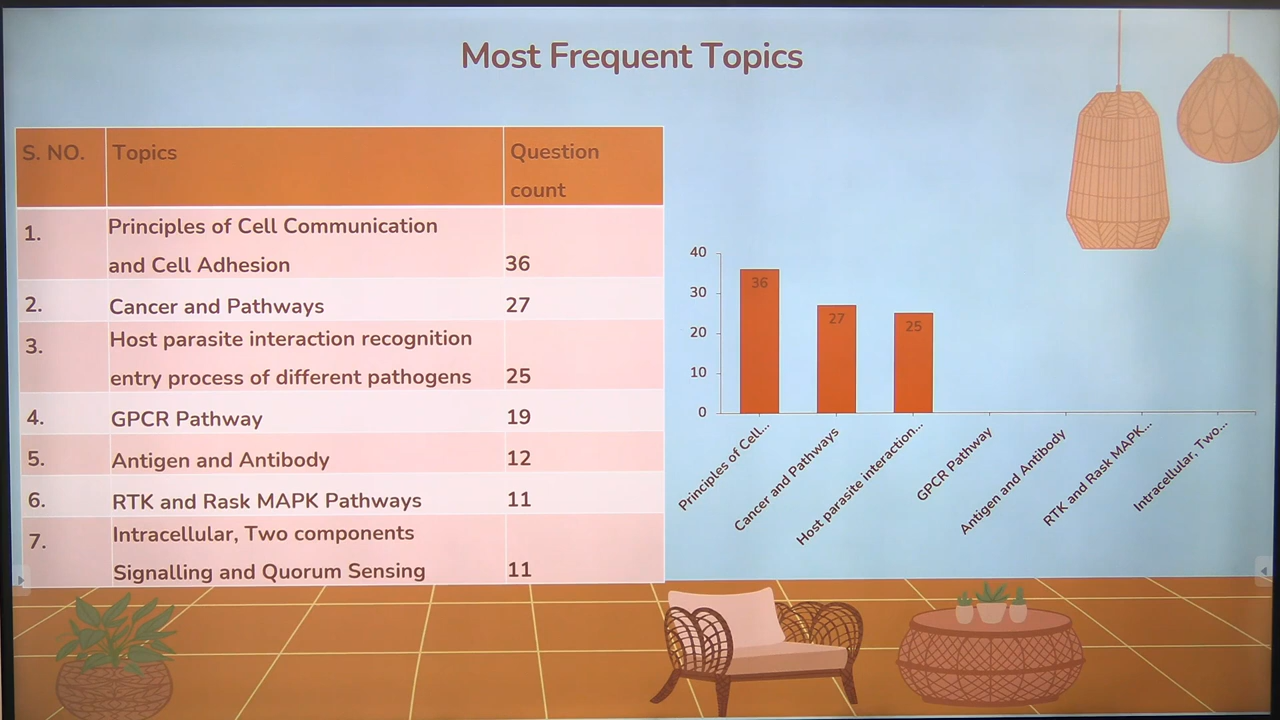 Most Frequent Topics
S. NO.
Topics
Question
count
1.
Principles of Cell Communication
and Cell Adhesion
36
2.
Cancer and Pathways
27
3.
Host parasite interaction recognition
entry process of different pathogens
25
4.
GPCR Pathway
19
5.
Antigen and Antibody
12
6.
RTK and Rask MAPK Pathways
11
7.
Intracellular, Two components
Signalling and Quorum Sensing
11
40
30
20
10
0
36
27
25
Principles of Cell...
Cancer and Pathways
Host parasite interaction...
GPCR Pathway
Antigen and Antibody
RTK and Rask MAPK...
Intracellular, Two...